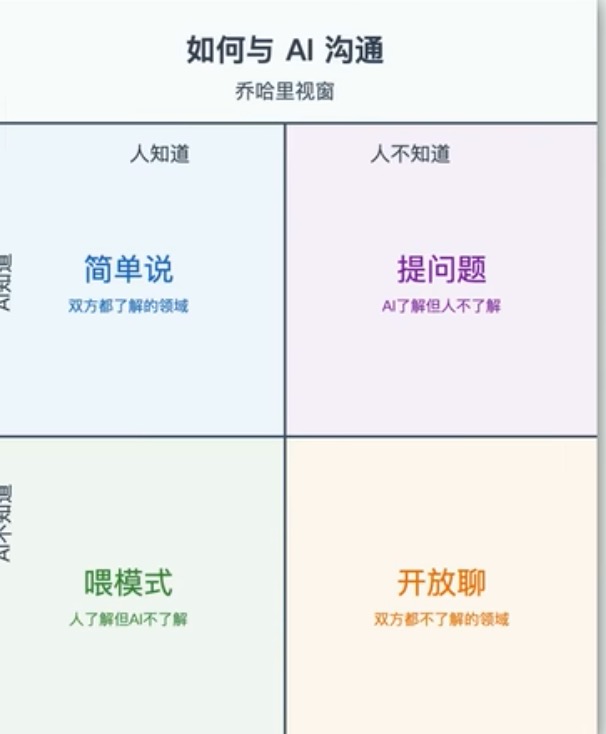 如何与 AI 沟通
乔哈里视窗
人知道
人不知道
AI知道
简单说
双方都了解的领域
提问题
AI了解但人不了解
AI不知道
喂模式
人了解但AI不了解
开放聊
双方都不了解的领域